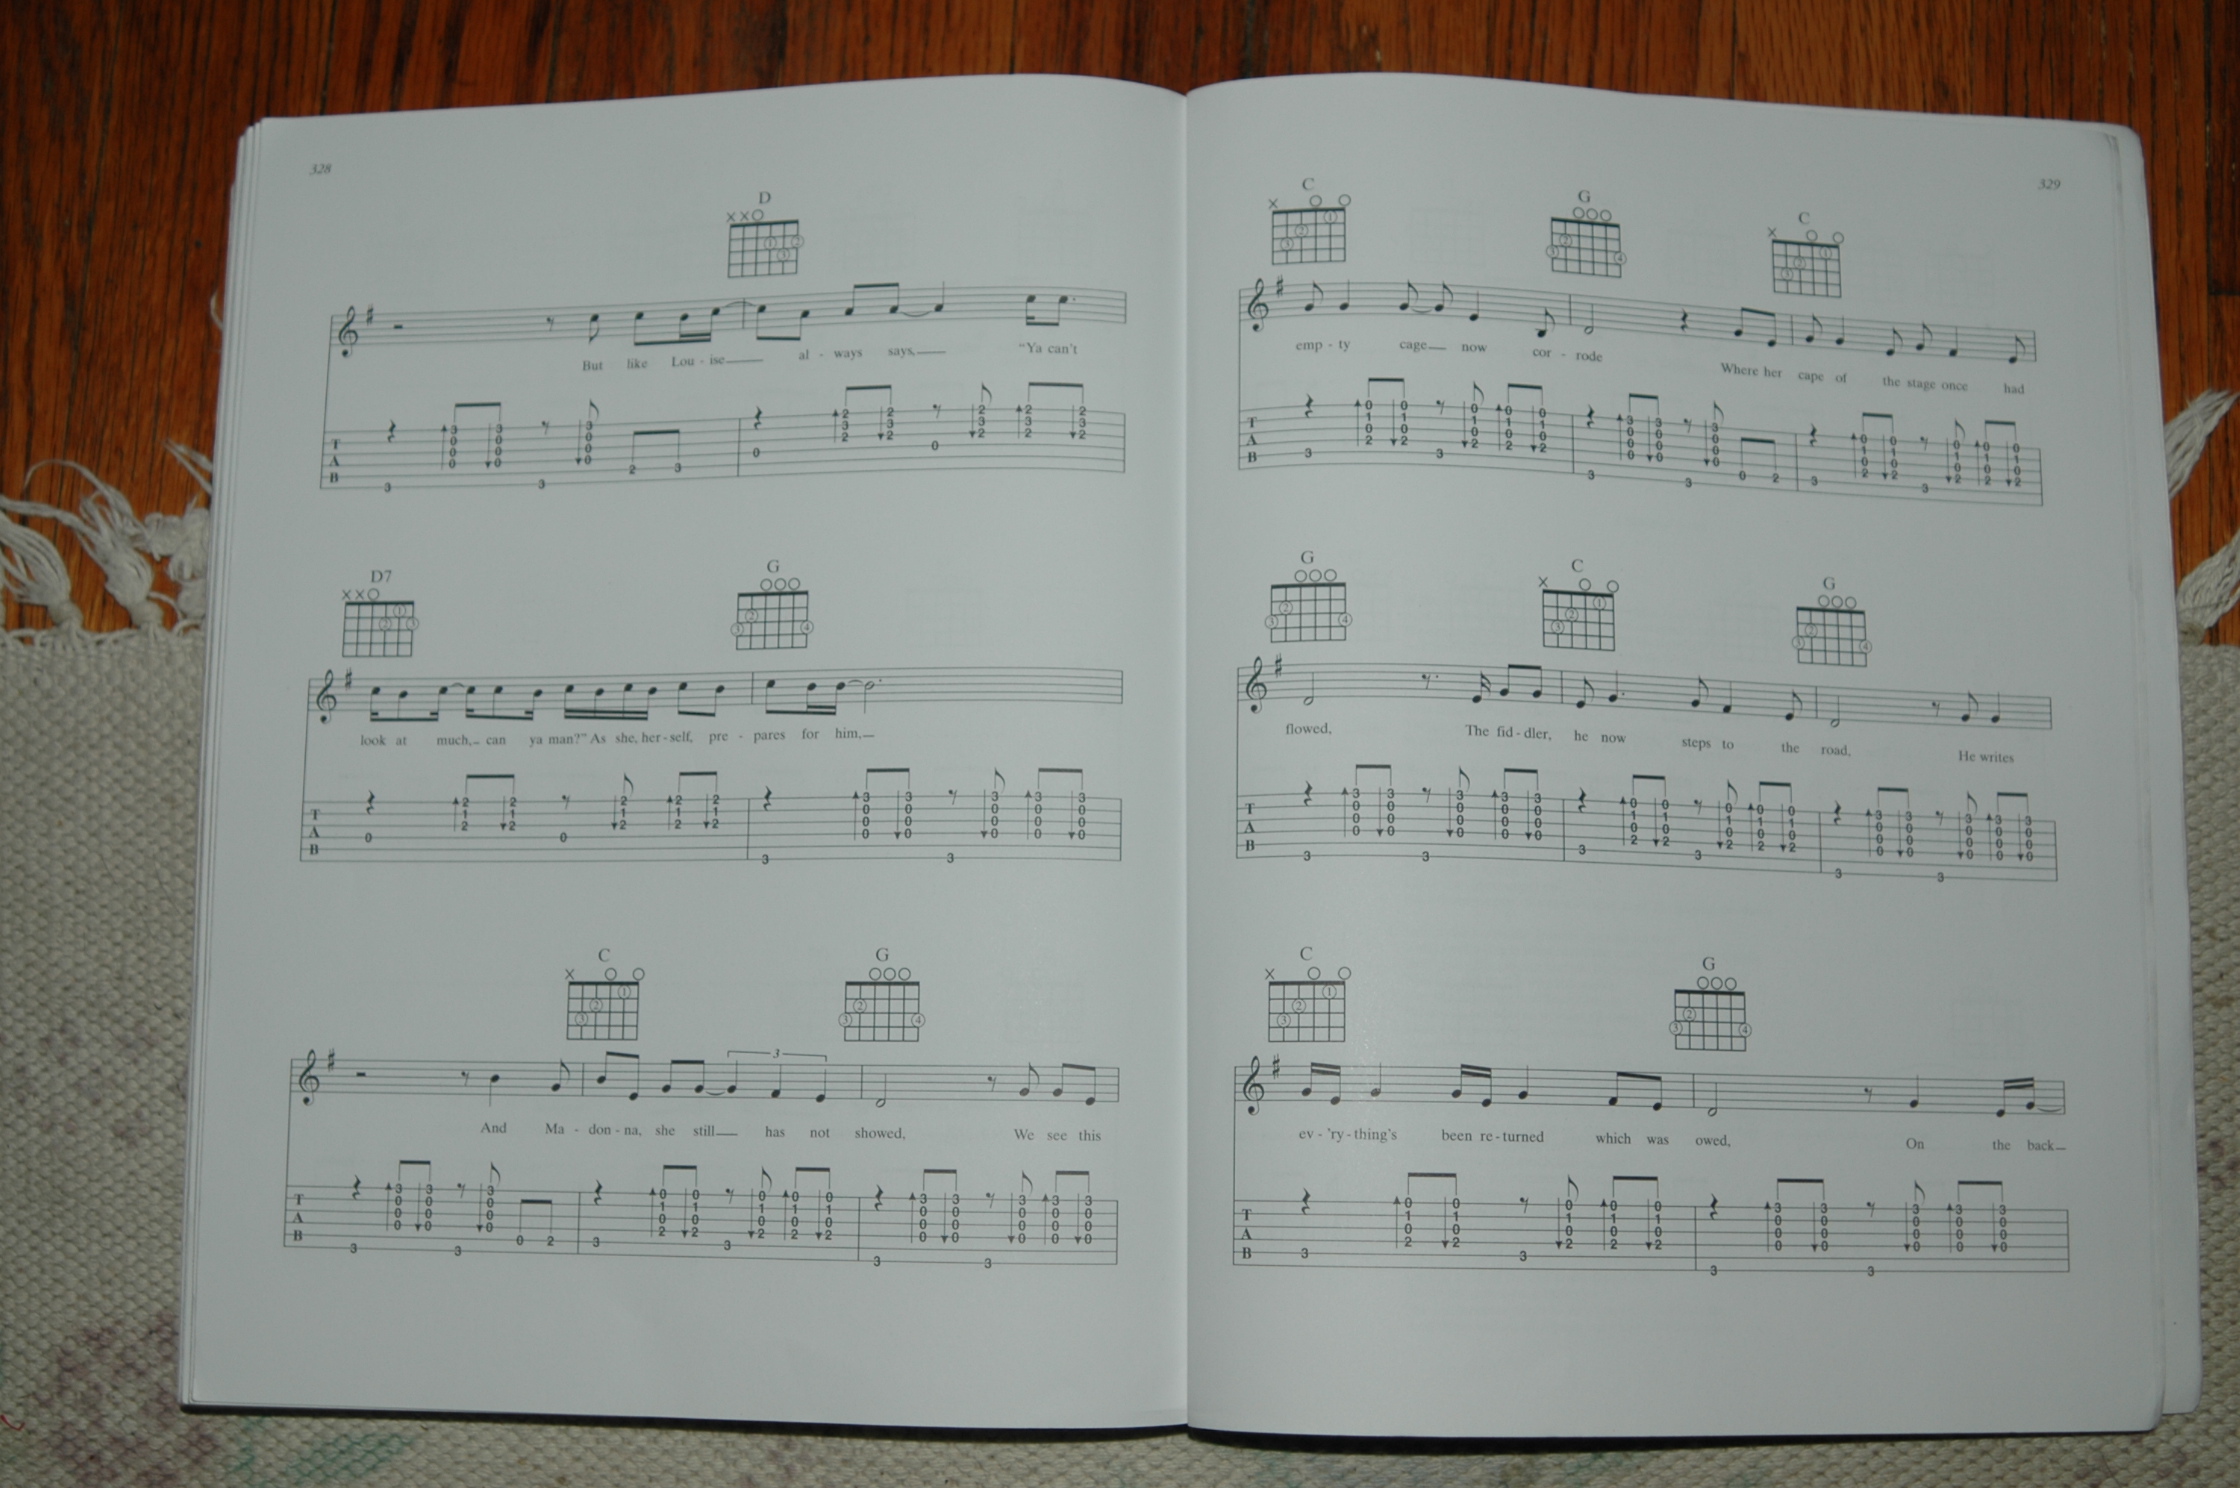 328
D
But like Lou - ise al - ways says, "Ya can't
T
A
B
D7 G
look at much, can ya man?" As she, her - self, pre - pares for him,
T
A
B
C G
And Ma - don - na, she still has not showed, We see this
3
T
A
B
329
C G C
emp - ty cage now cor - rode Where her cape of the stage once had
T
A
B
G C G
flowed, The fid - dler, he now steps to the road. He writes
T
A
B
C G
ev - 'ry - thing's been re - turned which was owed, On the back
T
A
B